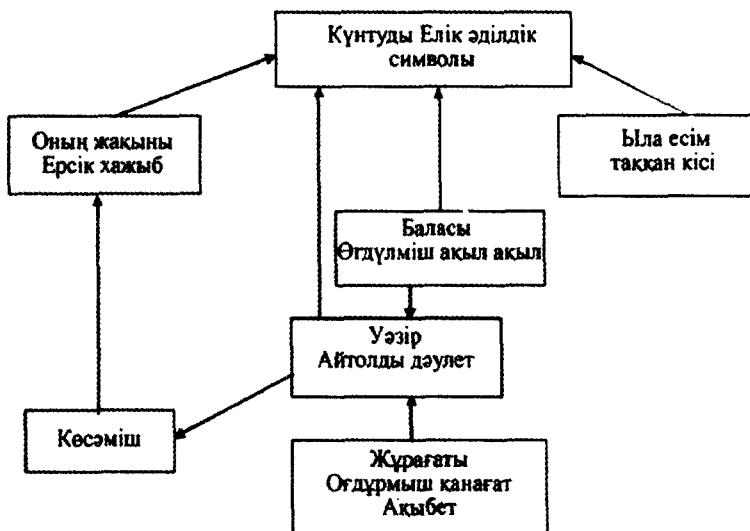 Күнтуды Елік әділдік
символы
Оның жақыны
Ерсік хажыб
Ыла есім
таққан кісі
Баласы
Өгдүлміш ақыл ақыл
Уәзір
Айтолды дәулет
Көсәміш
Жұрағаты
Оғдұрмыш қанағат
Ақыбет